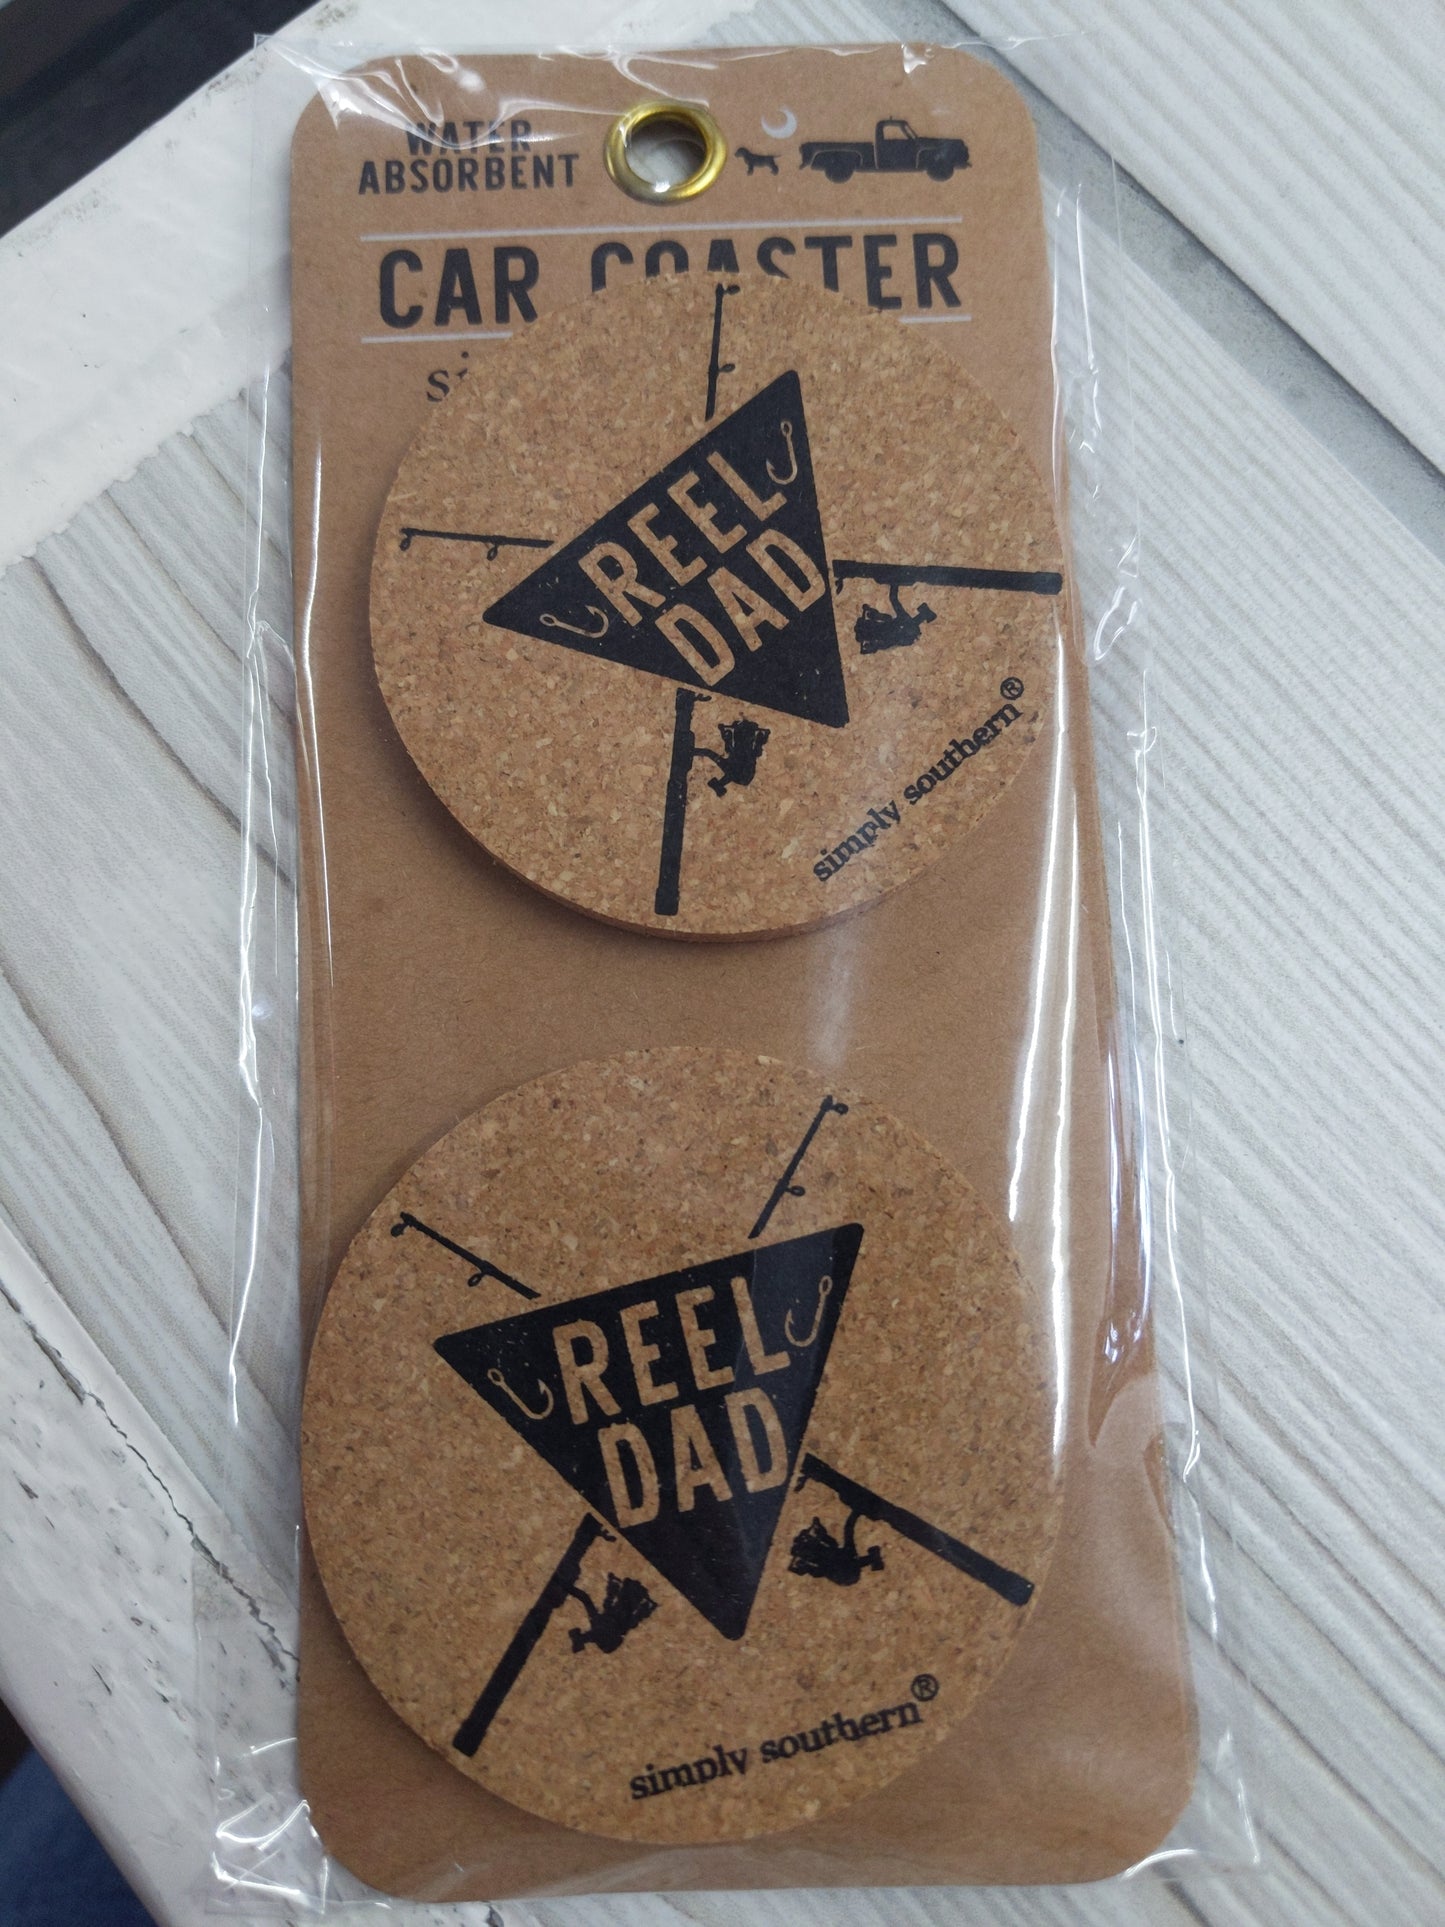 WATER
ABSORBENT
CAR COASTER
REEL
DAD
simply southern®
REEL
DAD
simply southern®